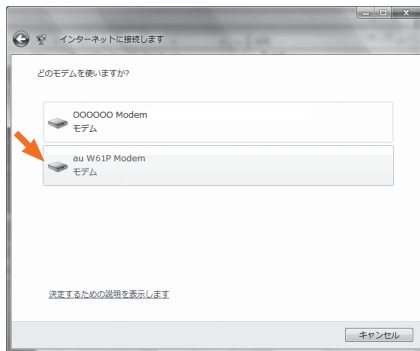 インターネットに接続します
どのモデムを使いますか?
OOOOOO Modem
モデム
au W61P Modem
モデム
決定するための説明を表示します
キャンセル